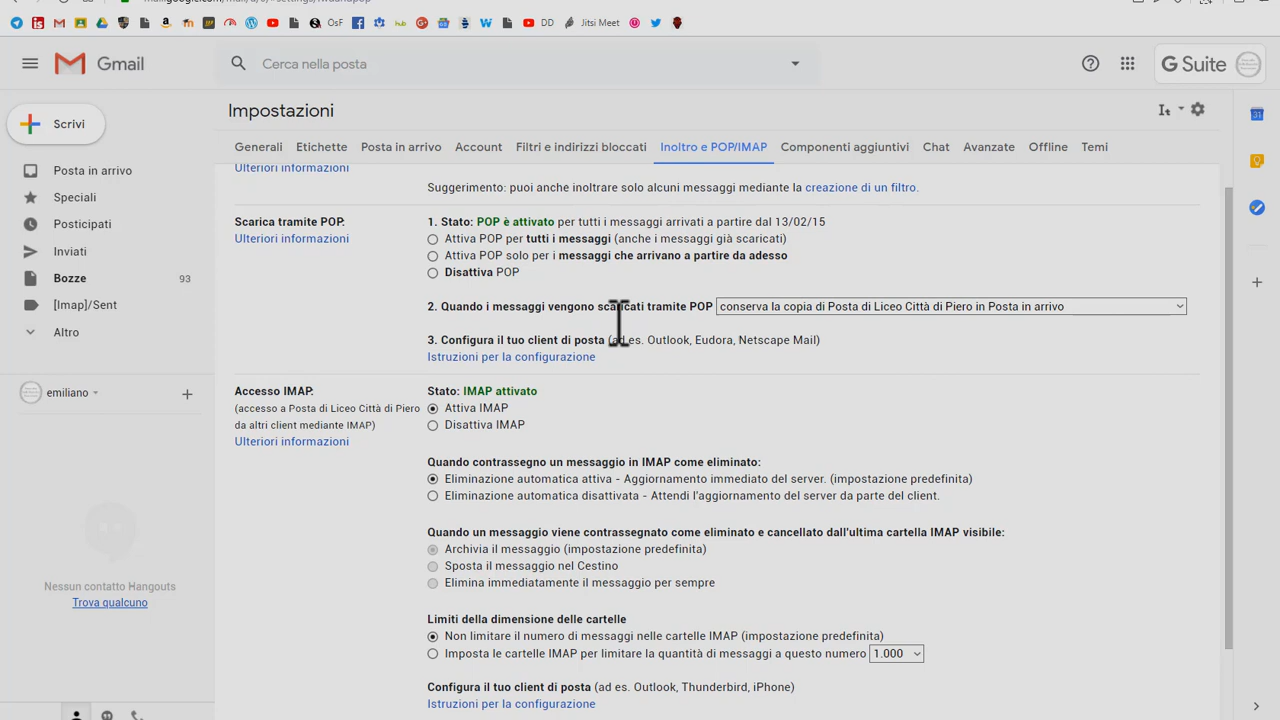 OsF
hub
DD
Jitsi Meet
Gmail
Cerca nella posta
G Suite
Scrivi
Impostazioni
Generali Etichette Posta in arrivo Account Filtri e indirizzi bloccati Inoltro e POP/IMAP Componenti aggiuntivi Chat Avanzate Offline Temi
Posta in arrivo
Speciali
Posticipati
Inviati
Bozze 93
[Imap]/Sent
Altro
emiliano
Nessun contatto Hangouts
Trova qualcuno
Ulteriori informazioni
Suggerimento: puoi anche inoltrare solo alcuni messaggi mediante la creazione di un filtro.
Scarica tramite POP:
Ulteriori informazioni
1. Stato: POP è attivato per tutti i messaggi arrivati a partire dal 13/02/15
Attiva POP per tutti i messaggi (anche i messaggi già scaricati)
Attiva POP solo per i messaggi che arrivano a partire da adesso
Disattiva POP
2. Quando i messaggi vengono scaricati tramite POP conserva la copia di Posta di Liceo Città di Piero in Posta in arrivo
3. Configura il tuo client di posta (ad es. Outlook, Eudora, Netscape Mail)
Istruzioni per la configurazione
Accesso IMAP:
(accesso a Posta di Liceo Città di Piero
da altri client mediante IMAP)
Ulteriori informazioni
Stato: IMAP attivato
Attiva IMAP
Disattiva IMAP
Quando contrassegno un messaggio in IMAP come eliminato:
Eliminazione automatica attiva - Aggiornamento immediato del server. (impostazione predefinita)
Eliminazione automatica disattivata - Attendi l'aggiornamento del server da parte del client.
Quando un messaggio viene contrassegnato come eliminato e cancellato dall'ultima cartella IMAP visibile:
Archivia il messaggio (impostazione predefinita)
Sposta il messaggio nel Cestino
Elimina immediatamente il messaggio per sempre
Limiti della dimensione delle cartelle
Non limitare il numero di messaggi nelle cartelle IMAP (impostazione predefinita)
Imposta le cartelle IMAP per limitare la quantità di messaggi a questo numero 1.000
Configura il tuo client di posta (ad es. Outlook, Thunderbird, iPhone)
Istruzioni per la configurazione
31